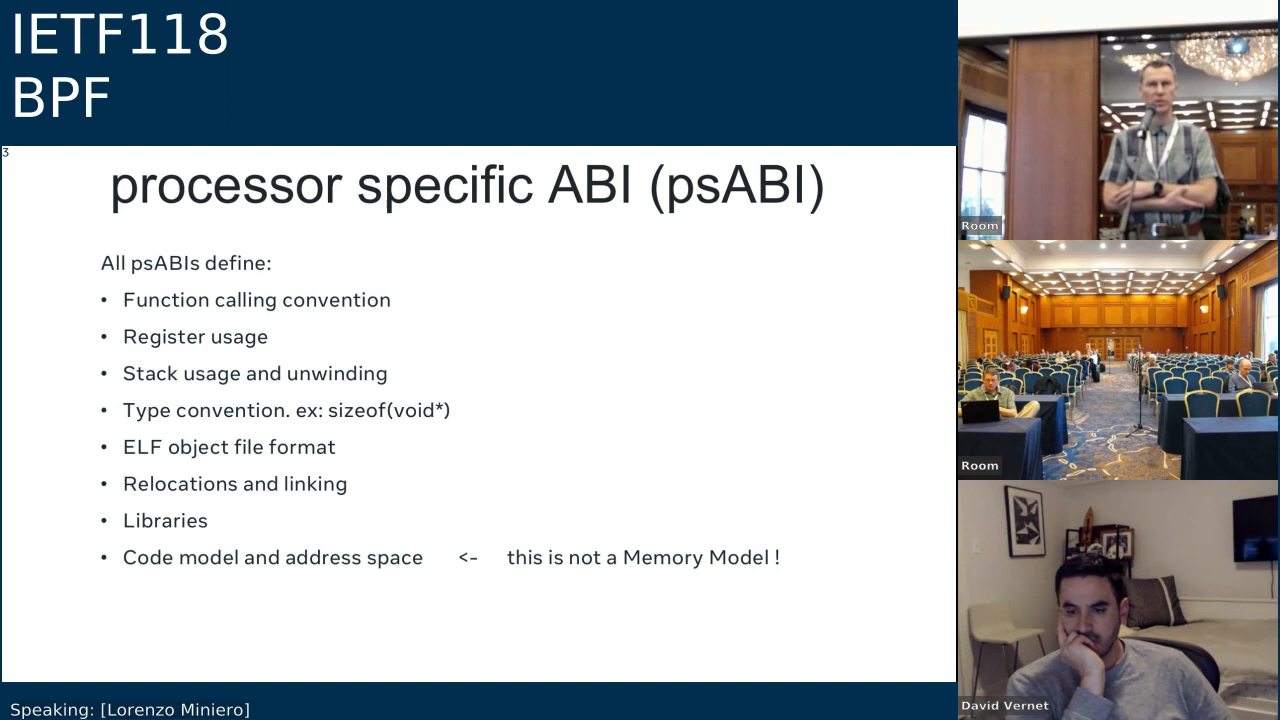 IETF118
BPF
3
processor specific ABI (psABI)
All psABIs define:
• Function calling convention
• Register usage
• Stack usage and unwinding
• Type convention. ex: sizeof(void*)
• ELF object file format
• Relocations and linking
• Libraries
• Code model and address space <- this is not a Memory Model !
Room
Room
David Vernet
Speaking: [Lorenzo Miniero]